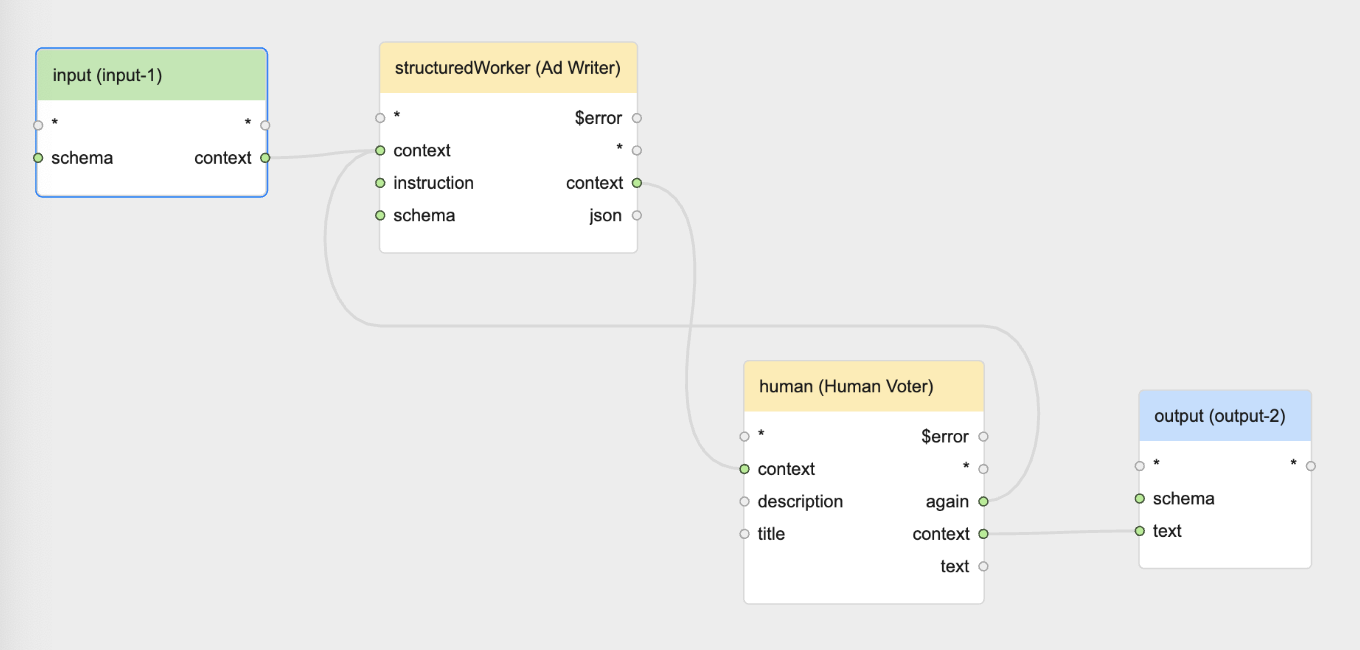 input (input-1)
* *
schema context
structuredWorker (Ad Writer)
* $error
context *
instruction context
schema json
human (Human Voter)
* $error
context *
description again
title context
text
output (output-2)
* *
schema
text